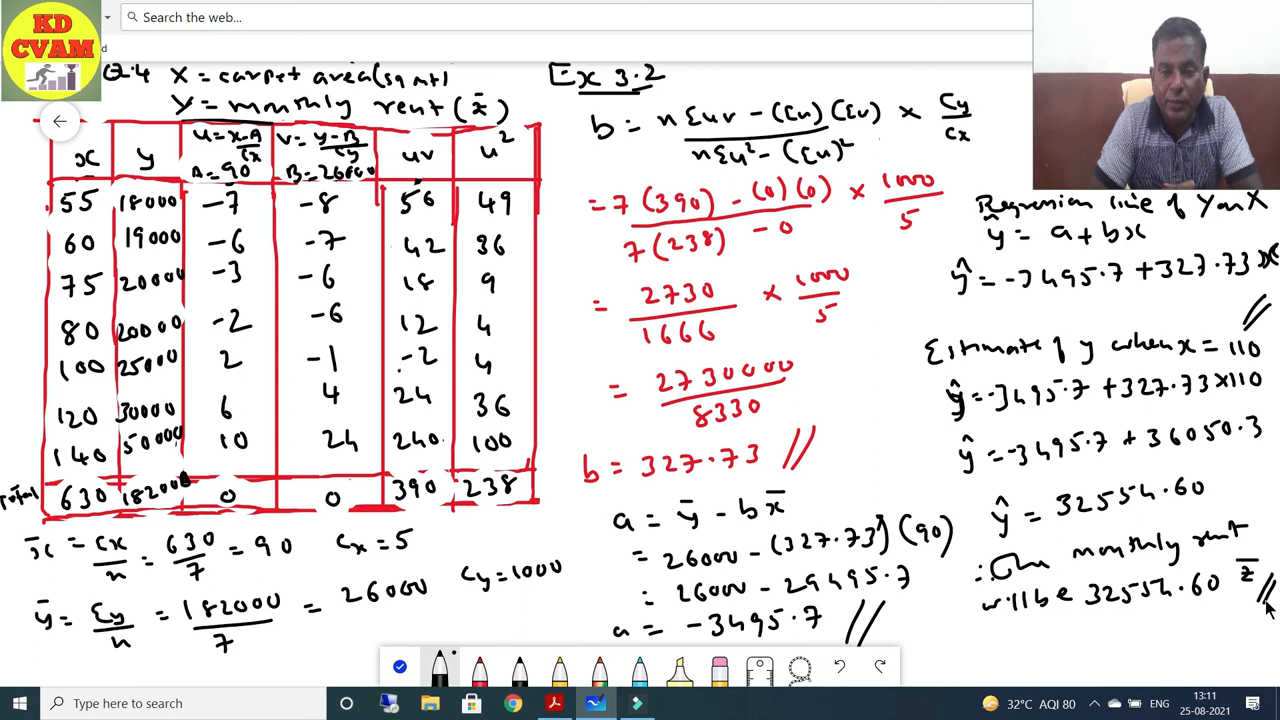 KD
CVAM
Search the web...
Q.4 X = carpet area (sq mt)
Y = monthly rent (₹)
x y u = x-A/Cx A = 90 v = y-B/Cy B = 26000 uv u²
55 18000 -7 -8 56 49
60 19000 -6 -7 42 36
75 20000 -3 -6 18 9
80 20000 -2 -6 12 4
100 25000 2 -1 -2 4
120 30000 6 4 24 36
140 50000 10 24 240 100
Total 630 182000 0 0 390 238
x̄ = Σx/n = 630/7 = 90 Cx = 5
ȳ = Σy/n = 182000/7 = 26000 Cy = 1000
Ex 3.2
b = nΣuv - (Σu)(Σv) / nΣu² - (Σu)² × Cy/Cx
= 7(390) - (0)(0) / 7(238) - 0 × 1000/5
= 2730/1666 × 1000/5
= 2730000/8330
b = 327.73 //
a = ȳ - bx̄
= 26000 - (327.73)(90)
= 26000 - 29495.7
a = -3495.7 //
Regression line of Y on X
ŷ = a + bx
ŷ = -3495.7 + 327.73x //
Estimate of y when x = 110
ŷ = -3495.7 + 327.73 × 110
ŷ = -3495.7 + 36050.3
ŷ = 32554.60
∴ The monthly rent
will be 32554.60 ₹ //
Type here to search
32°C AQI 80 ENG
13:11
25-08-2021